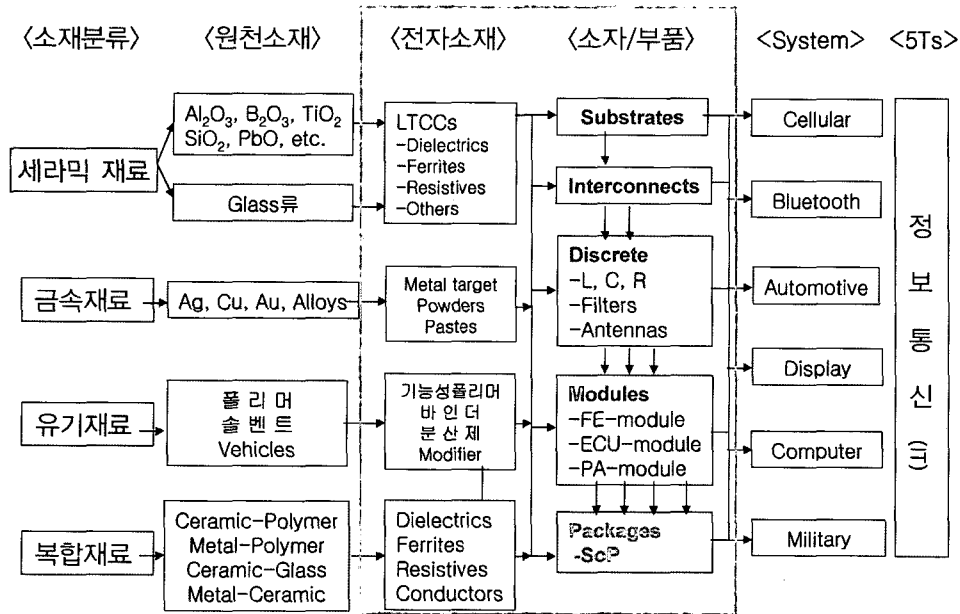 〈소재분류〉 〈원천소재〉 〈전자소재〉 〈소자/부품〉 <System> <5Ts>
세라믹 재료
Al₂O₃, B₂O₃, TiO₂
SiO₂, PbO, etc.
Glass류
LTCCs
-Dielectrics
-Ferrites
-Resistives
-Others
Substrates
Interconnects
Cellular
Bluetooth
금속재료
Ag, Cu, Au, Alloys
Metal target
Powders
Pastes
Discrete
-L, C, R
-Filters
-Antennas
Automotive
유기재료
폴 리 머
솔 벤 트
Vehicles
기능성폴리머
바 인 더
분 산 제
Modifier
Modules
-FE-module
-ECU-module
-PA-module
Display
Computer
복합재료
Ceramic-Polymer
Metal-Polymer
Ceramic-Glass
Metal-Ceramic
Dielectrics
Ferrites
Resistives
Conductors
Packages
-ScP
Military
정
보
통
신
(IT)